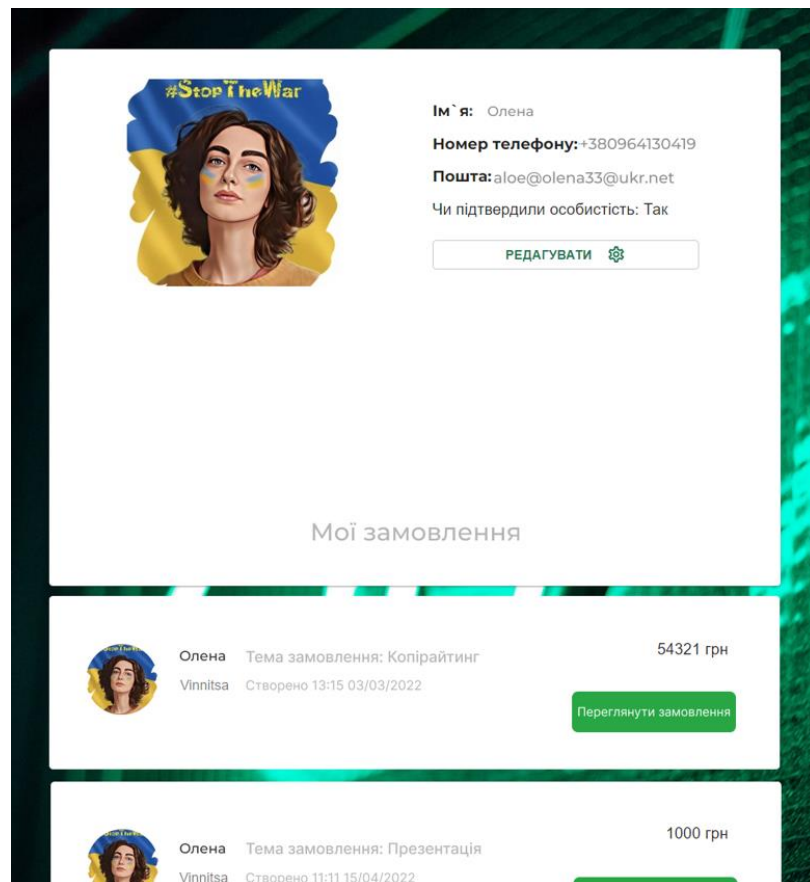 #StopTheWar
Ім`я: Олена
Номер телефону: +380964130419
Пошта: aloe@olena33@ukr.net
Чи підтвердили особистість: Так
РЕДАГУВАТИ
Мої замовлення
Олена Тема замовлення: Копірайтинг 54321 грн
Vinnitsa Створено 13:15 03/03/2022
Переглянути замовлення
Олена Тема замовлення: Презентація 1000 грн
Vinnitsa Створено 11:11 15/04/2022